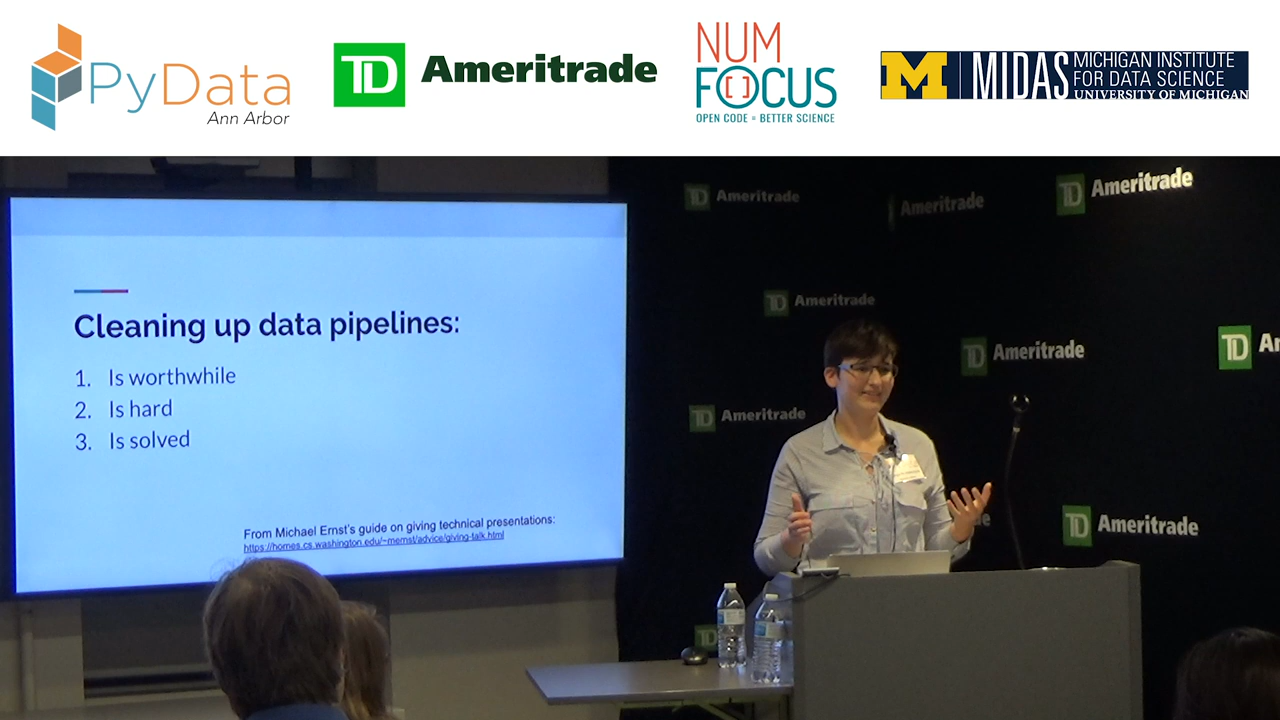 PyData
Ann Arbor
TD Ameritrade
NUM
FOCUS
OPEN CODE = BETTER SCIENCE
M MIDAS
MICHIGAN INSTITUTE
FOR DATA SCIENCE
UNIVERSITY OF MICHIGAN
Cleaning up data pipelines:
1. Is worthwhile
2. Is hard
3. Is solved
From Michael Ernst's guide on giving technical presentations:
https://homes.cs.washington.edu/~mernst/advice/giving-talk.html
TD Ameritrade
Ameritrade
TD Ameritrade
TD Ameritrade
TD Ameritrade
TD Am
TD Ameritrade
TD Ameritrade
TD